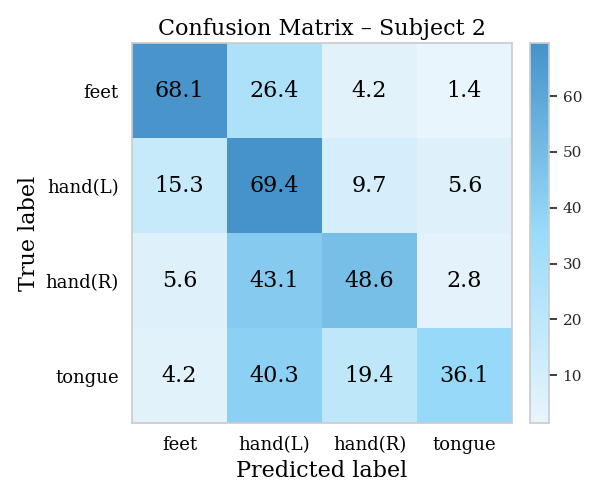 Confusion Matrix – Subject 2
feet 68.1 26.4 4.2 1.4
hand(L) 15.3 69.4 9.7 5.6
hand(R) 5.6 43.1 48.6 2.8
tongue 4.2 40.3 19.4 36.1
feet hand(L) hand(R) tongue
Predicted label
True label
60
50
40
30
20
10